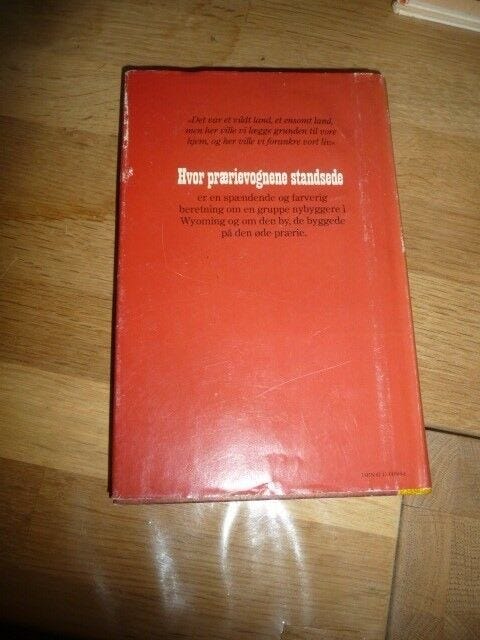 »Det var et vildt land, et ensomt land,
men her ville vi lægge grunden til vore
hjem, og her ville vi forankre vort liv«
Hvor prærievognene standsede
er en spændende og farverig
beretning om en gruppe nybyggere i
Wyoming og om den by, de byggede
på den øde prærie.
ISBN